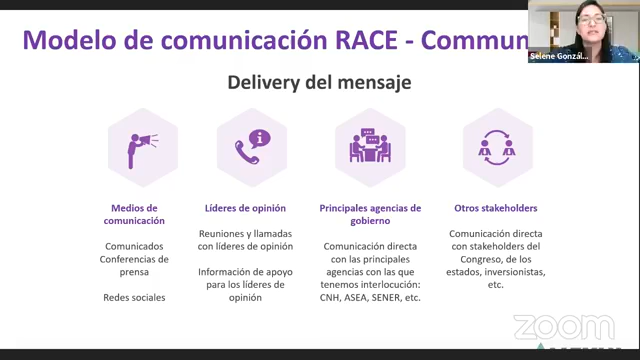 Modelo de comunicación RACE - Commun
Selene Gonzál
Delivery del mensaje
Medios de
comunicación
Comunicados
Conferencias de
prensa
Redes sociales
Líderes de opinión
Reuniones y llamadas
con líderes de opinión
Información de apoyo
para los líderes de
opinión
Principales agencias de
gobierno
Comunicación directa
con las principales
agencias con las que
tenemos interlocución:
CNH, ASEA, SENER, etc.
Otros stakeholders
Comunicación directa
con stakeholders del
Congreso, de los
estados, inversionistas,
etc.
zoom